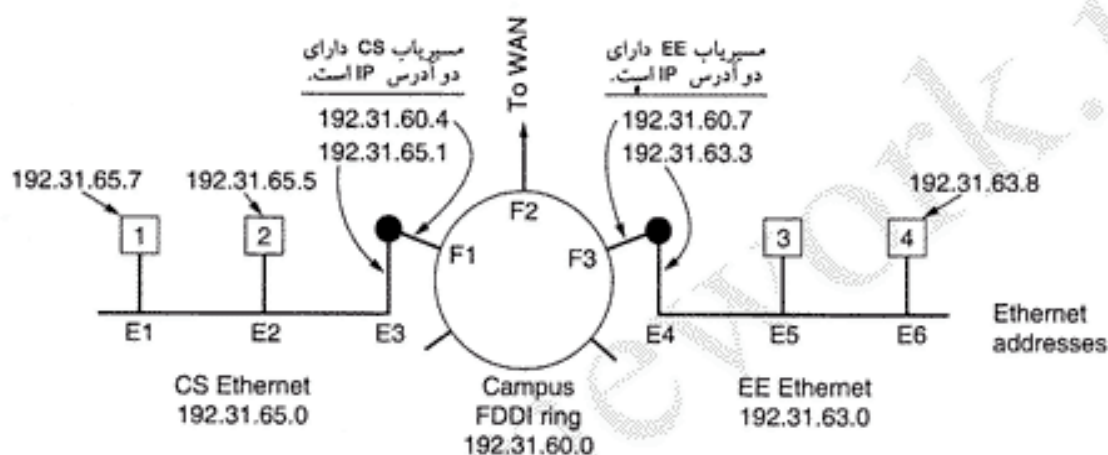 مسیریاب CS دارای
دو آدرس IP است.
192.31.60.4
192.31.65.1
To WAN
مسیریاب EE دارای
دو آدرس IP است.
192.31.60.7
192.31.63.3
192.31.65.7
192.31.65.5
192.31.63.8
1
2
F1
F2
F3
3
4
E1
E2
E3
E4
E5
E6
Ethernet
addresses
CS Ethernet
192.31.65.0
Campus
FDDI ring
192.31.60.0
EE Ethernet
192.31.63.0